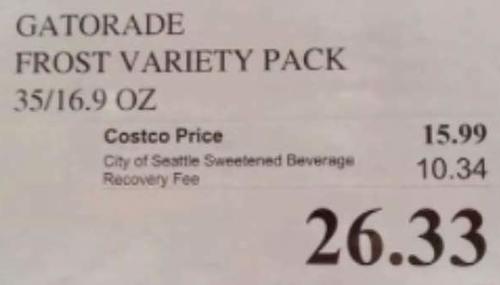 GATORADE
FROST VARIETY PACK
35/16.9 OZ
Costco Price 15.99
City of Seattle Sweetened Beverage
Recovery Fee 10.34
26.33